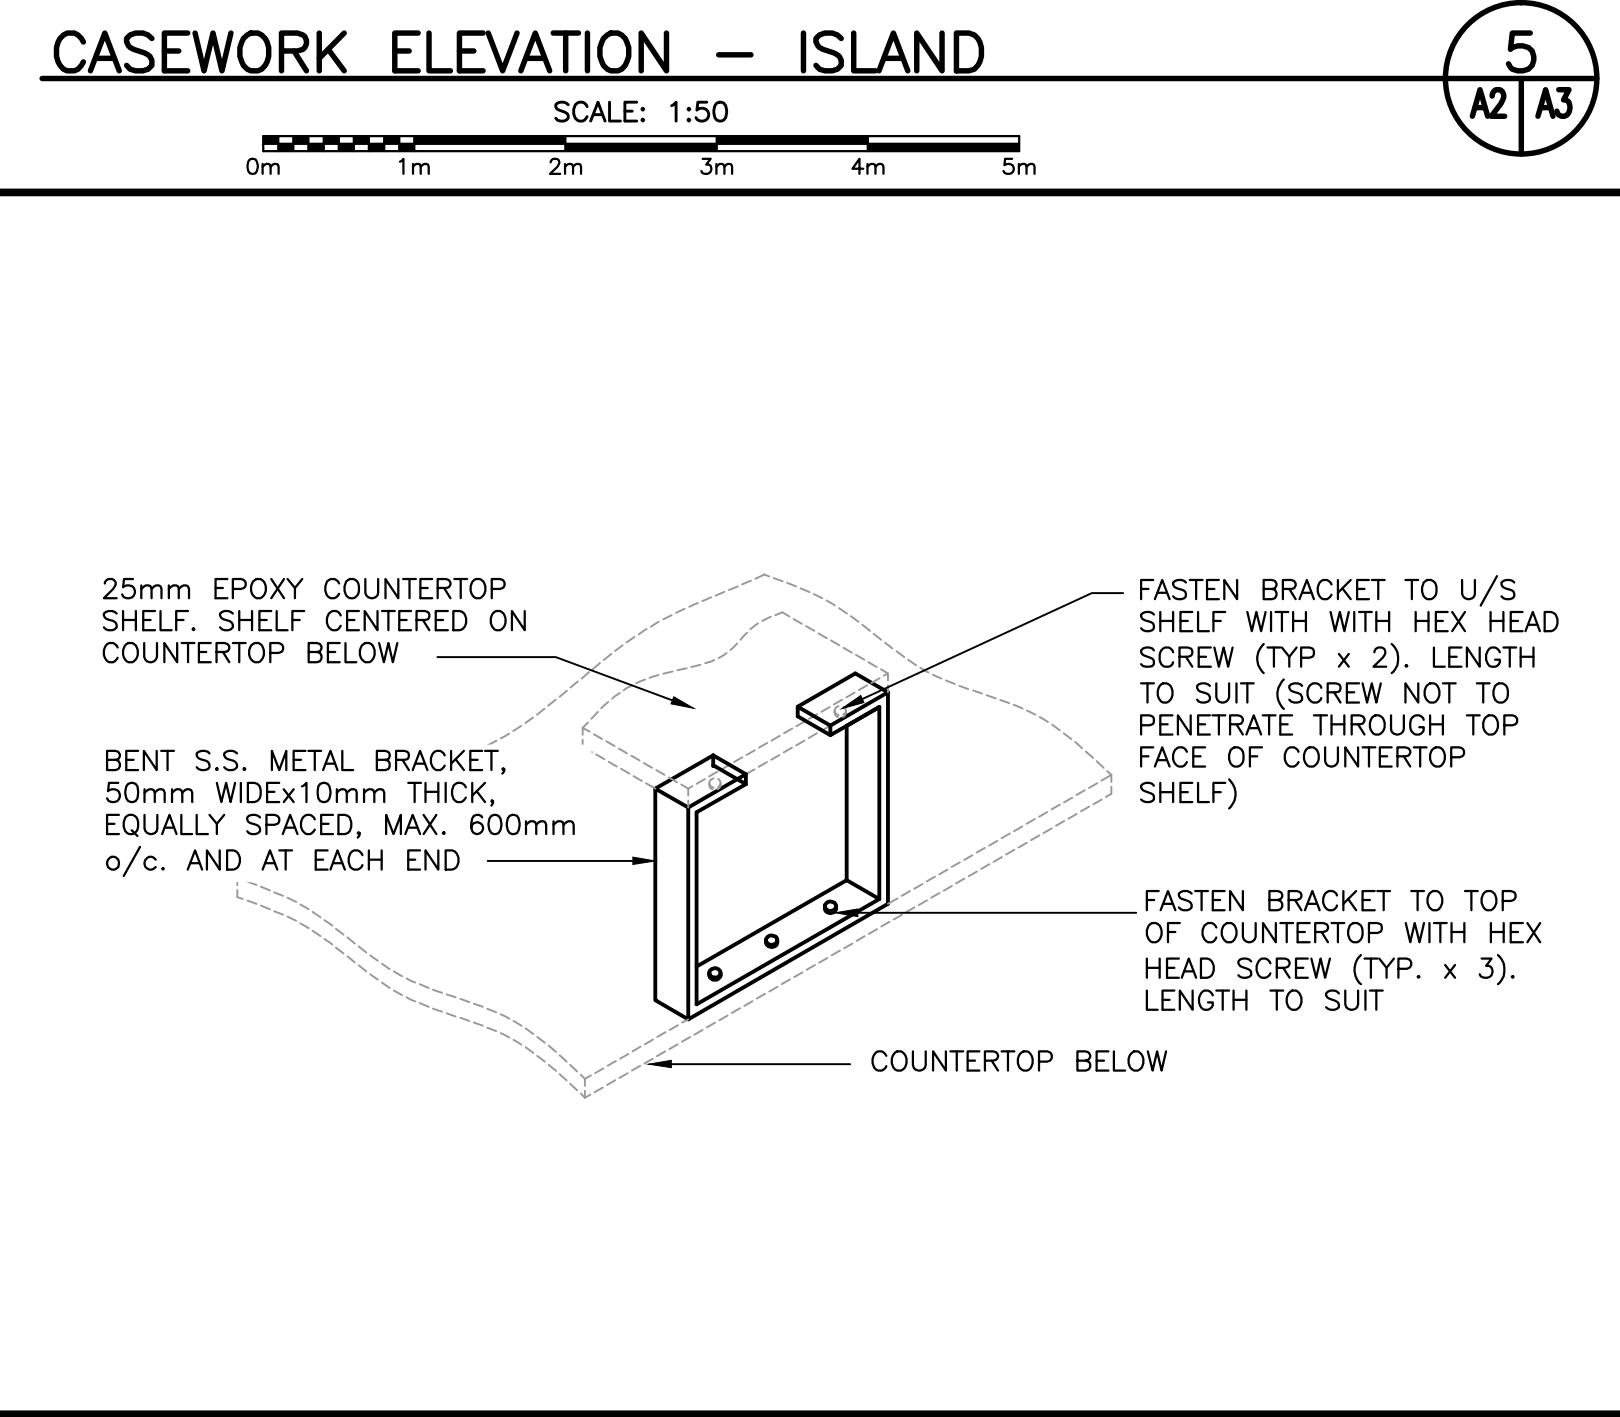 CASEWORK ELEVATION – ISLAND
5
A2 A3
SCALE: 1:50
0m 1m 2m 3m 4m 5m
25mm EPOXY COUNTERTOP
SHELF. SHELF CENTERED ON
COUNTERTOP BELOW
BENT S.S. METAL BRACKET,
50mm WIDEx10mm THICK,
EQUALLY SPACED, MAX. 600mm
o/c. AND AT EACH END
FASTEN BRACKET TO U/S
SHELF WITH WITH HEX HEAD
SCREW (TYP x 2). LENGTH
TO SUIT (SCREW NOT TO
PENETRATE THROUGH TOP
FACE OF COUNTERTOP
SHELF)
FASTEN BRACKET TO TOP
OF COUNTERTOP WITH HEX
HEAD SCREW (TYP. x 3).
LENGTH TO SUIT
COUNTERTOP BELOW